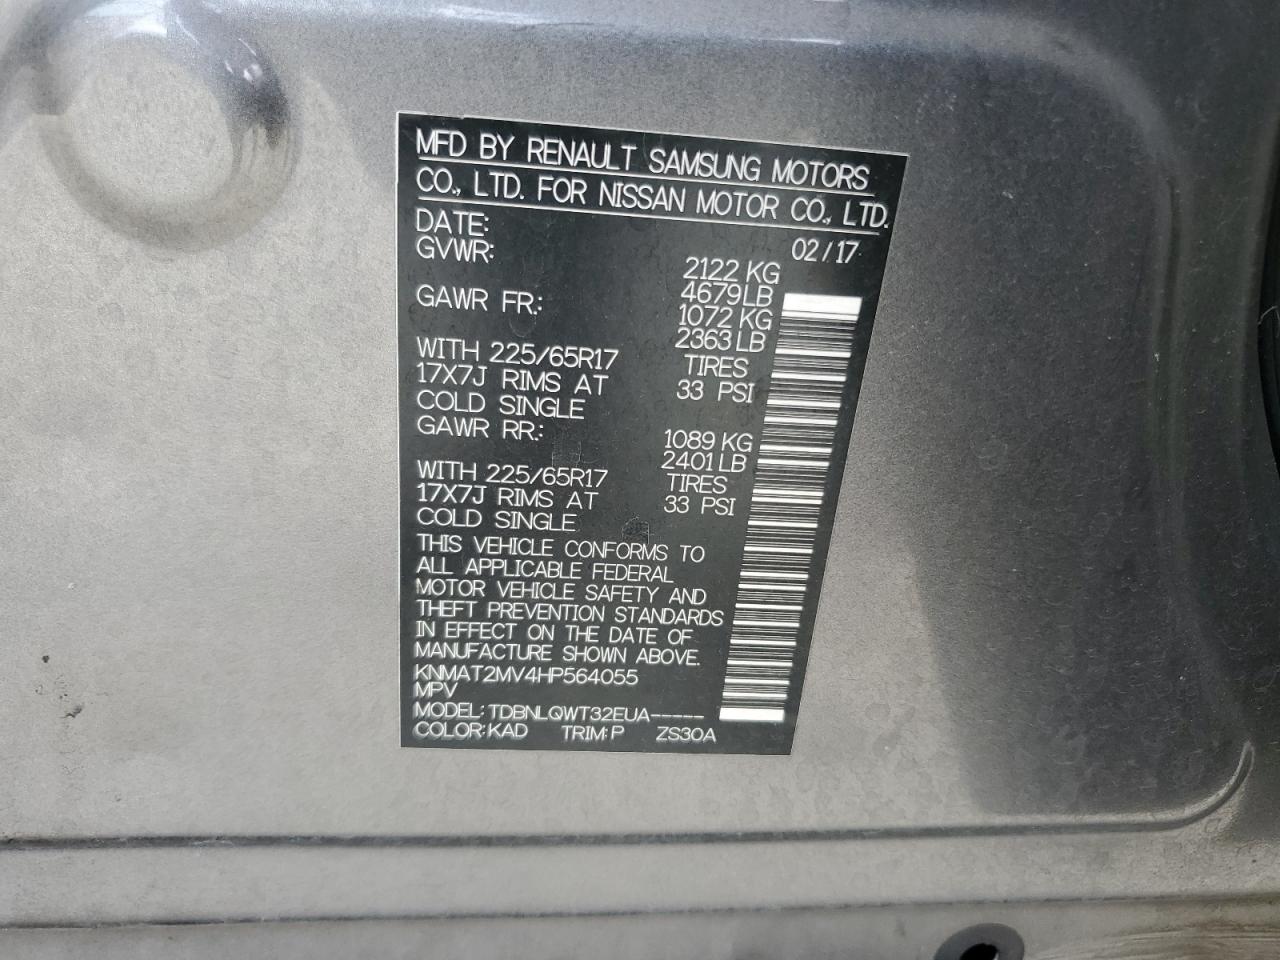 MFD BY RENAULT SAMSUNG MOTORS
CO., LTD. FOR NISSAN MOTOR CO., LTD.
DATE: 02/17
GVWR: 2122 KG
4679 LB
GAWR FR: 1072 KG
2363 LB
WITH 225/65R17 TIRES
17X7J RIMS AT 33 PSI
COLD SINGLE
GAWR RR: 1089 KG
2401 LB
WITH 225/65R17 TIRES
17X7J RIMS AT 33 PSI
COLD SINGLE
THIS VEHICLE CONFORMS TO
ALL APPLICABLE FEDERAL
MOTOR VEHICLE SAFETY AND
THEFT PREVENTION STANDARDS
IN EFFECT ON THE DATE OF
MANUFACTURE SHOWN ABOVE.
KNMAT2MV4HP564055
MPV
MODEL: TDBNLQWT32EUA-----
COLOR: KAD TRIM: P ZS30A